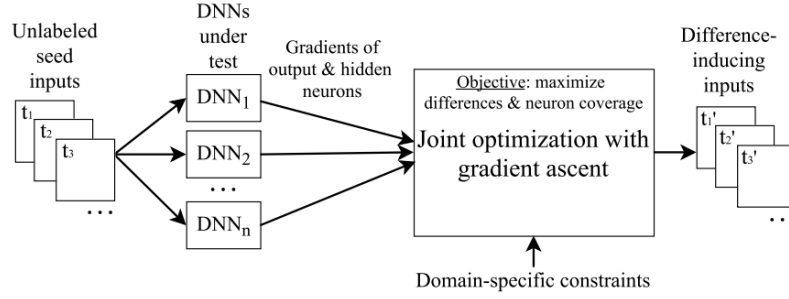 Unlabeled
seed
inputs
t1
t2
t3
...
DNNs
under
test
DNN1
DNN2
...
DNNn
Gradients of
output & hidden
neurons
Objective: maximize
differences & neuron coverage
Joint optimization with
gradient ascent
Domain-specific constraints
Difference-
inducing
inputs
t1'
t2'
t3'
..